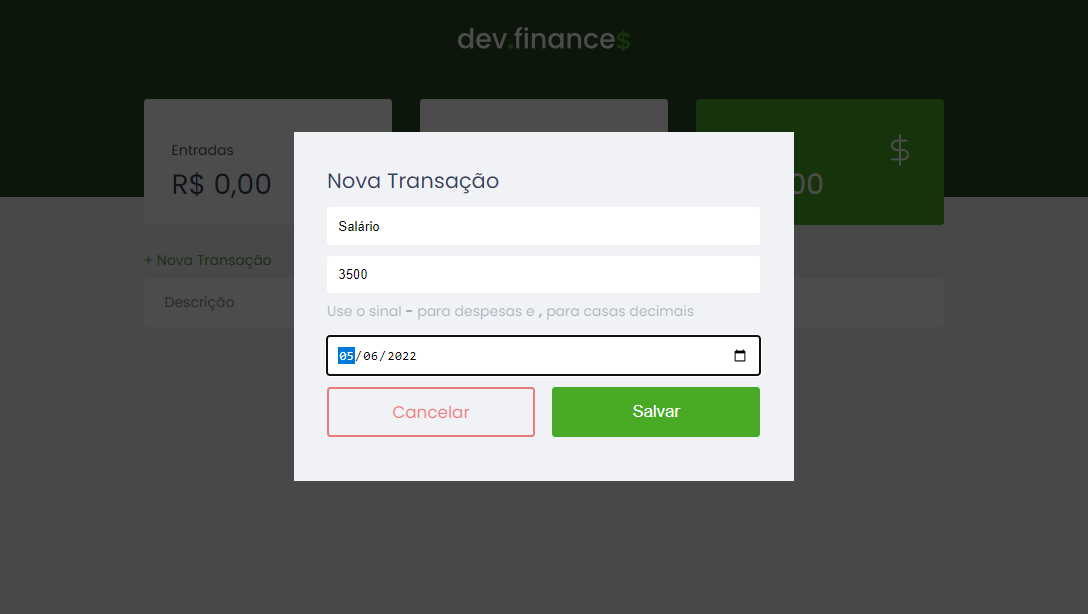 dev.finance$
Entradas
R$ 0,00
00
$
+ Nova Transação
Descrição
Nova Transação
Salário
3500
Use o sinal - para despesas e , para casas decimais
05/06/2022
Cancelar
Salvar